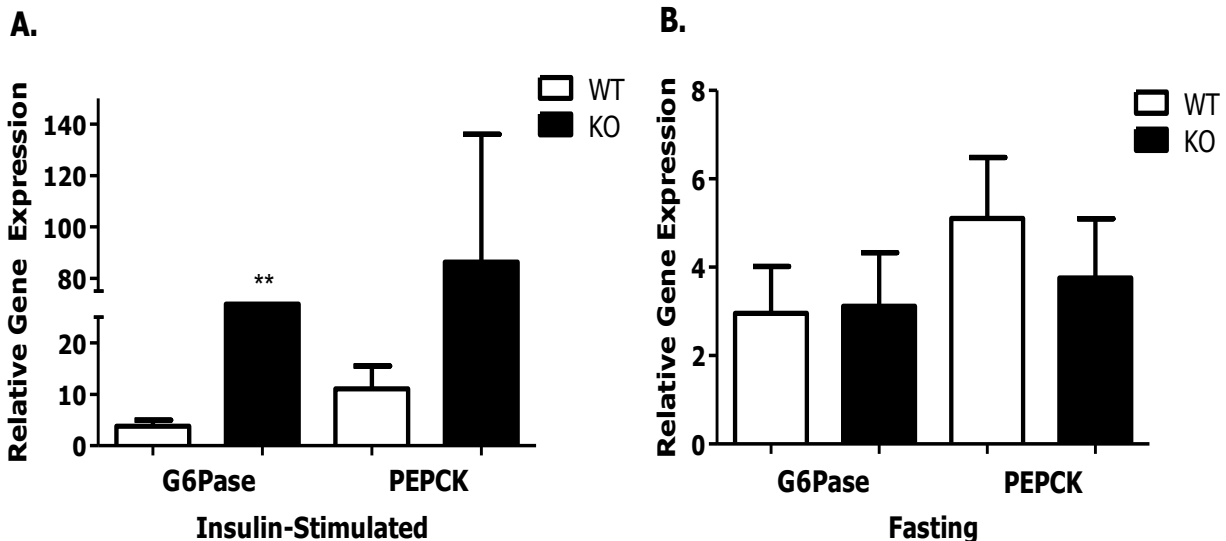 A.
Relative Gene Expression
140
120
100
80
20
10
0
**
WT
KO
G6Pase PEPCK
Insulin-Stimulated
B.
Relative Gene Expression
8
6
4
2
0
WT
KO
G6Pase PEPCK
Fasting